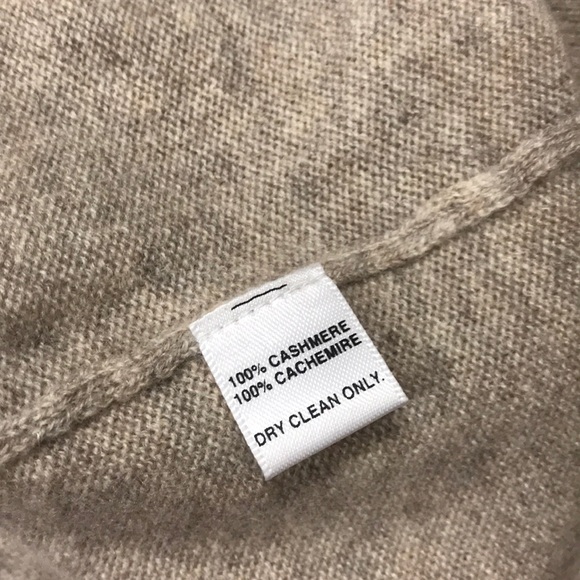 100% CASHMERE
100% CACHEMIRE
DRY CLEAN ONLY.